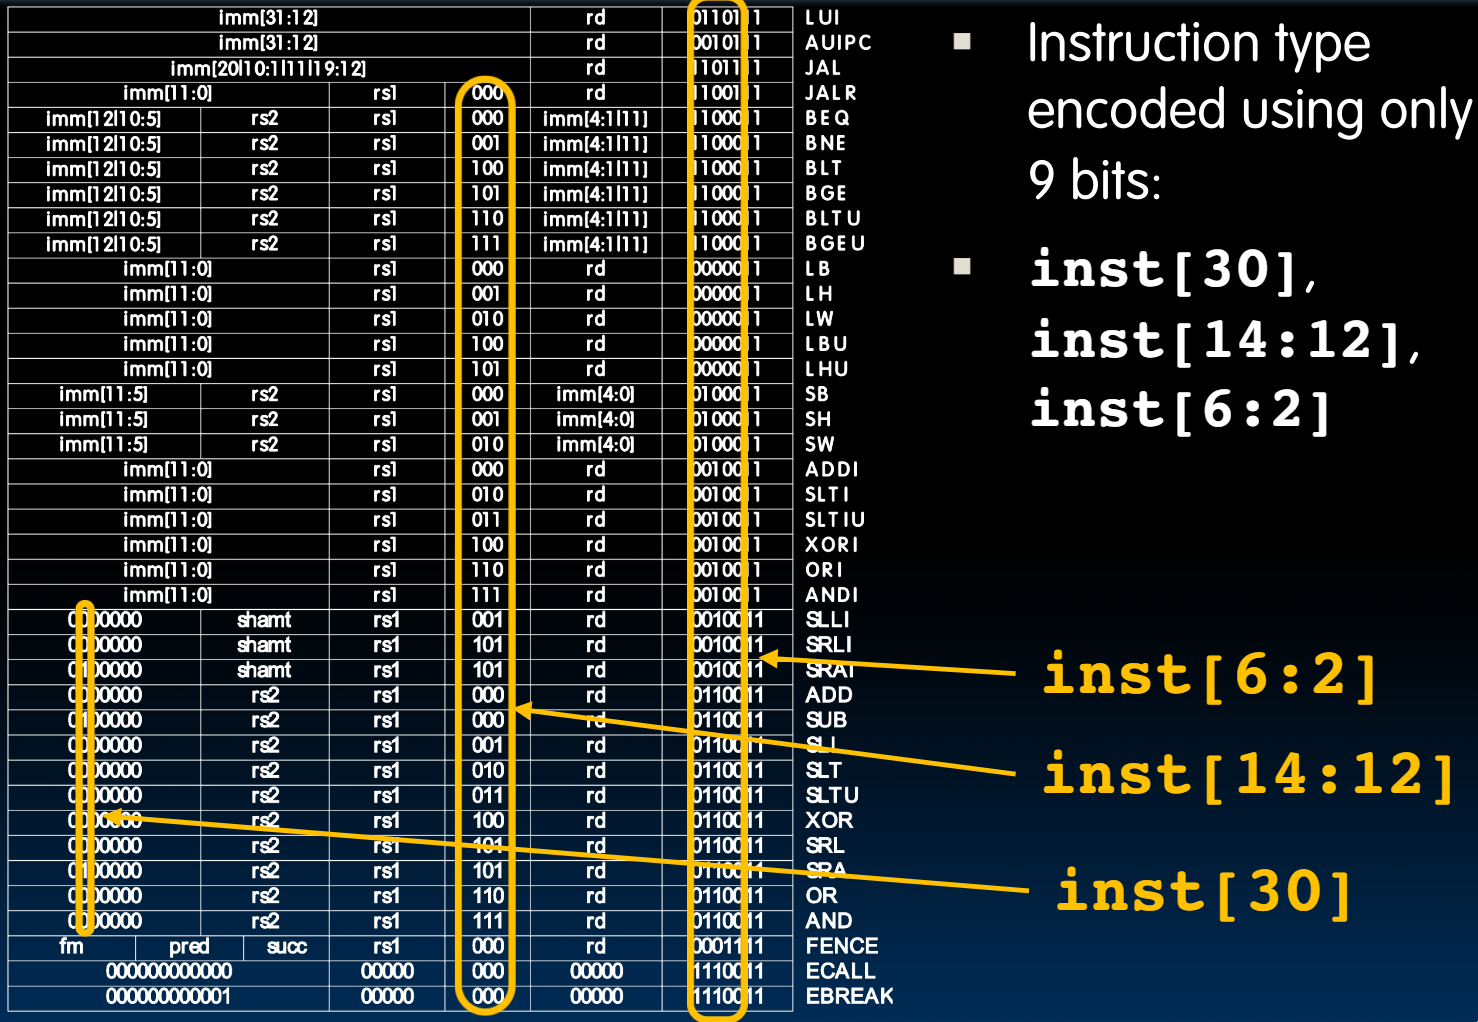 imm[31:12] rd 0110111 LUI
imm[31:12] rd 0010111 AUIPC
imm[20|10:1|11|19:12] rd 1101111 JAL
imm[11:0] rs1 000 rd 1100111 JALR
imm[12|10:5] rs2 rs1 000 imm[4:1|11] 1100011 BEQ
imm[12|10:5] rs2 rs1 001 imm[4:1|11] 1100011 BNE
imm[12|10:5] rs2 rs1 100 imm[4:1|11] 1100011 BLT
imm[12|10:5] rs2 rs1 101 imm[4:1|11] 1100011 BGE
imm[12|10:5] rs2 rs1 110 imm[4:1|11] 1100011 BLTU
imm[12|10:5] rs2 rs1 111 imm[4:1|11] 1100011 BGEU
imm[11:0] rs1 000 rd 0000011 LB
imm[11:0] rs1 001 rd 0000011 LH
imm[11:0] rs1 010 rd 0000011 LW
imm[11:0] rs1 100 rd 0000011 LBU
imm[11:0] rs1 101 rd 0000011 LHU
imm[11:5] rs2 rs1 000 imm[4:0] 0100011 SB
imm[11:5] rs2 rs1 001 imm[4:0] 0100011 SH
imm[11:5] rs2 rs1 010 imm[4:0] 0100011 SW
imm[11:0] rs1 000 rd 0010011 ADDI
imm[11:0] rs1 010 rd 0010011 SLTI
imm[11:0] rs1 011 rd 0010011 SLTIU
imm[11:0] rs1 100 rd 0010011 XORI
imm[11:0] rs1 110 rd 0010011 ORI
imm[11:0] rs1 111 rd 0010011 ANDI
0000000 shamt rs1 001 rd 0010011 SLLI
0000000 shamt rs1 101 rd 0010011 SRLI
0100000 shamt rs1 101 rd 0010011 SRAI
0000000 rs2 rs1 000 rd 0110011 ADD
0100000 rs2 rs1 000 rd 0110011 SUB
0000000 rs2 rs1 001 rd 0110011 SLL
0000000 rs2 rs1 010 rd 0110011 SLT
0000000 rs2 rs1 011 rd 0110011 SLTU
0000000 rs2 rs1 100 rd 0110011 XOR
0000000 rs2 rs1 101 rd 0110011 SRL
0100000 rs2 rs1 101 rd 0110011 SRA
0000000 rs2 rs1 110 rd 0110011 OR
0000000 rs2 rs1 111 rd 0110011 AND
fm pred succ rs1 000 rd 0001111 FENCE
000000000000 00000 000 00000 1110011 ECALL
000000000001 00000 000 00000 1110011 EBREAK
▪ Instruction type
encoded using only
9 bits:
▪ inst[30],
inst[14:12],
inst[6:2]
inst[6:2]
inst[14:12]
inst[30]